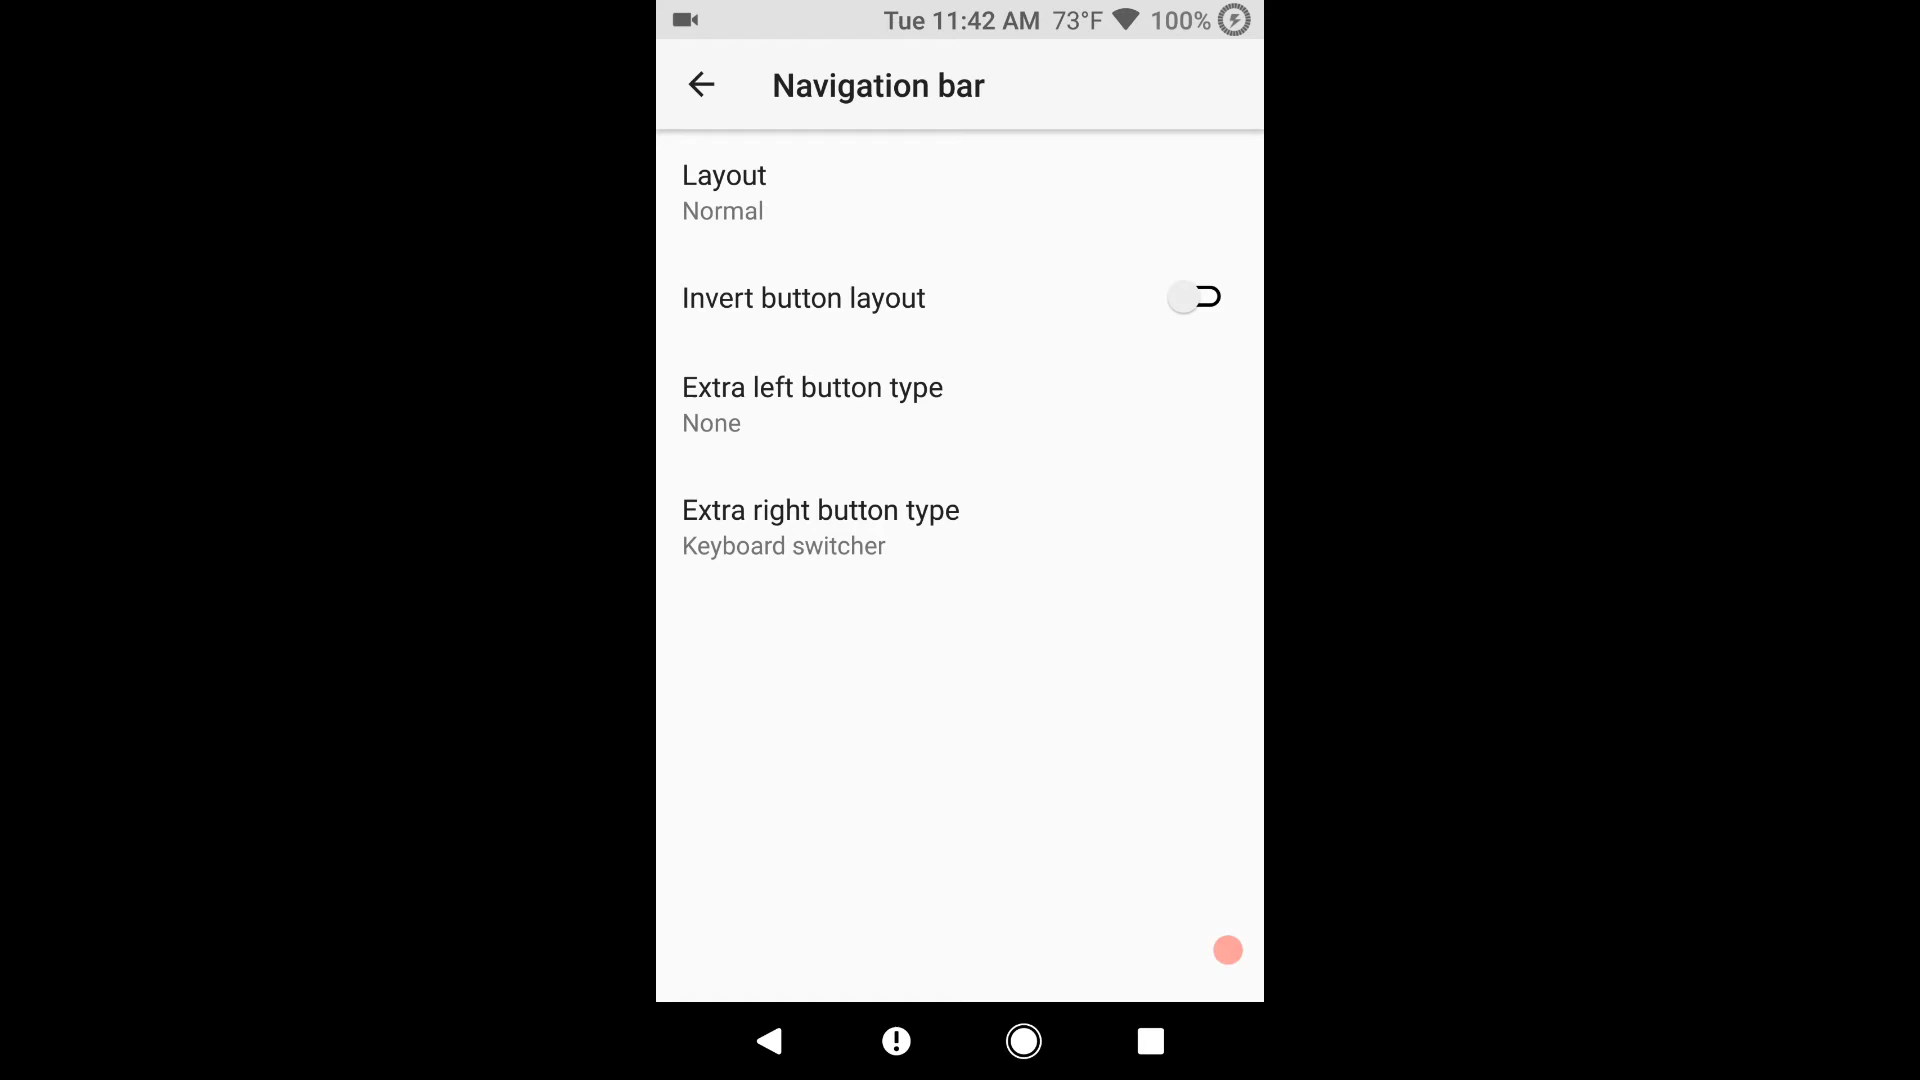 Tue 11:42 AM 73°F 100%
Navigation bar
Layout
Normal
Invert button layout
Extra left button type
None
Extra right button type
Keyboard switcher